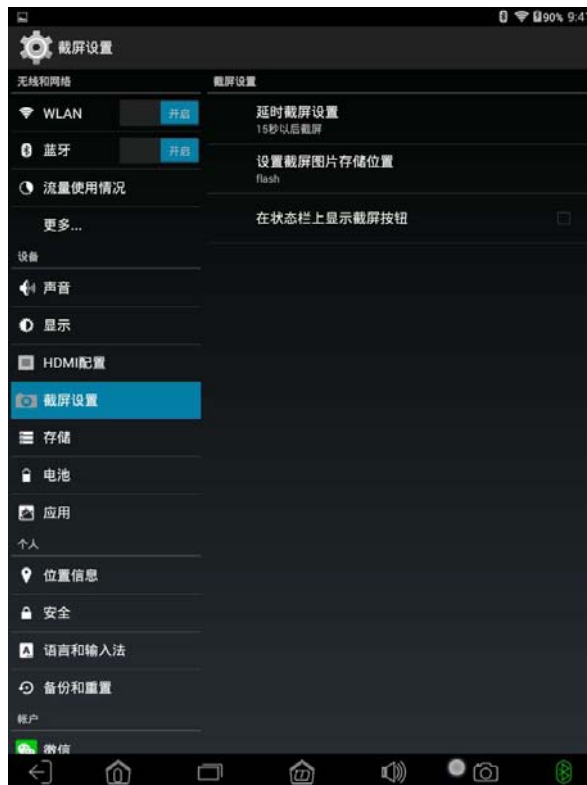 90% 9:41
截屏设置
无线和网络
WLAN 开启
蓝牙 开启
流量使用情况
更多...
设备
声音
显示
HDMI配置
截屏设置
存储
电池
应用
个人
位置信息
安全
语言和输入法
备份和重置
帐户
微信
截屏设置
延时截屏设置
15秒以后截屏
设置截屏图片存储位置
flash
在状态栏上显示截屏按钮